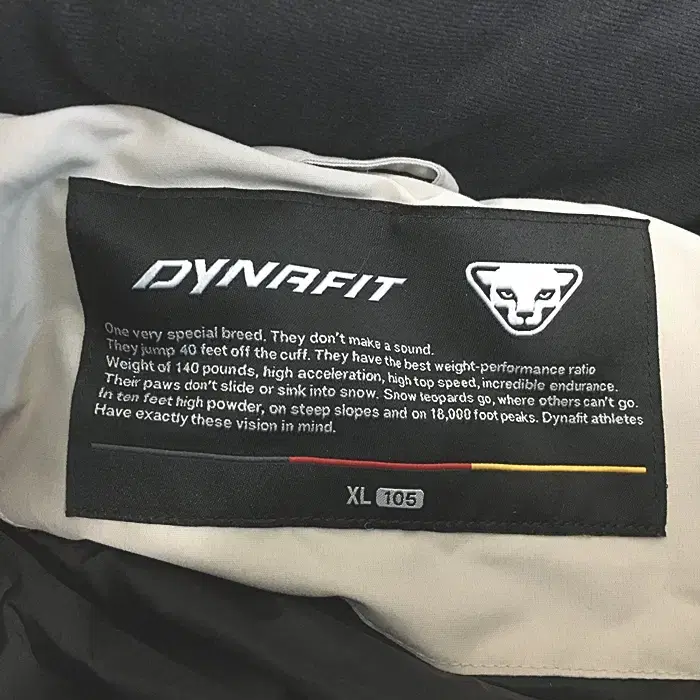 DYNAFIT
One very special breed. They don't make a sound.
They jump 40 feet off the cuff. They have the best weight-performance ratio
Weight of 140 pounds, high acceleration, high top speed, incredible endurance.
Their paws don't slide or sink into snow. Snow leopards go, where others can't go.
In ten feet high powder, on steep slopes and on 18,000 foot peaks. Dynafit athletes
Have exactly these vision in mind.
XL 105